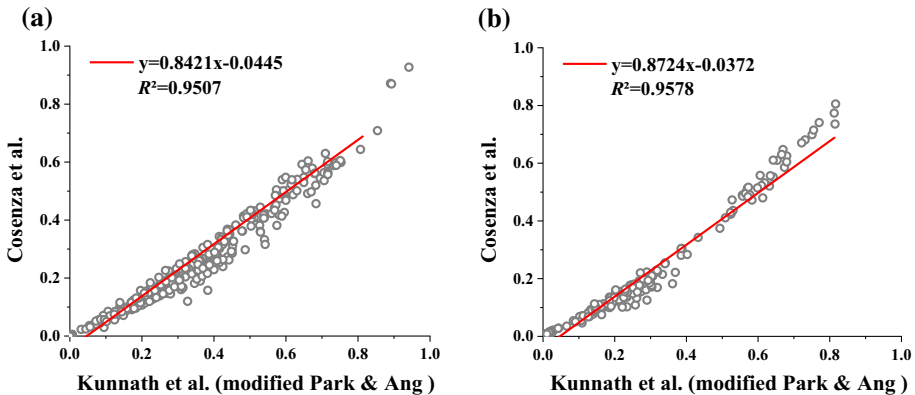 (a)
y=0.8421x-0.0445
R²=0.9507
1.0
0.8
0.6
0.4
0.2
0.0
Cosenza et al.
0.0 0.2 0.4 0.6 0.8 1.0
Kunnath et al. (modified Park & Ang )
(b)
y=0.8724x-0.0372
R²=0.9578
1.0
0.8
0.6
0.4
0.2
0.0
Cosenza et al.
0.0 0.2 0.4 0.6 0.8 1.0
Kunnath et al. (modified Park & Ang )